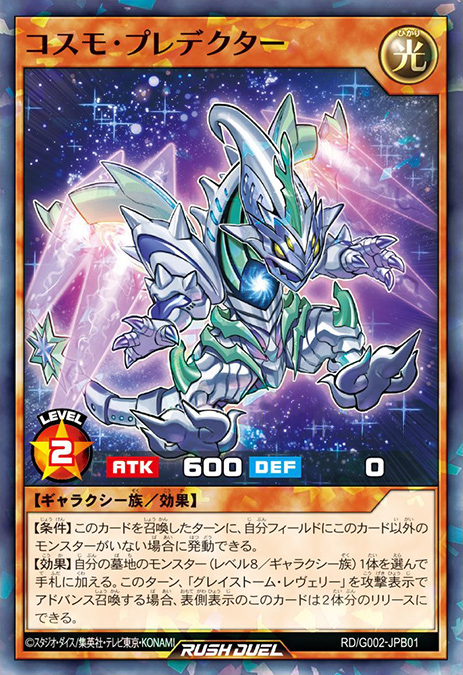 コスモ・プレデクター
ひかり
光
LEVEL
2
ATK 600 DEF 0
【ギャラクシー族/効果】
【条件】このカードを召喚したターンに、自分フィールドにこのカード以外の
モンスターがいない場合に発動できる。
【効果】自分の墓地のモンスター(レベル8/ギャラクシー族)1体を選んで
手札に加える。このターン、「グレイストーム・レヴェリー」を攻撃表示で
アドバンス召喚する場合、表側表示のこのカードは2体分のリリースに
できる。
©スタジオ・ダイス/集英社・テレビ東京・KONAMI
RUSH DUEL
RD/G002-JPB01